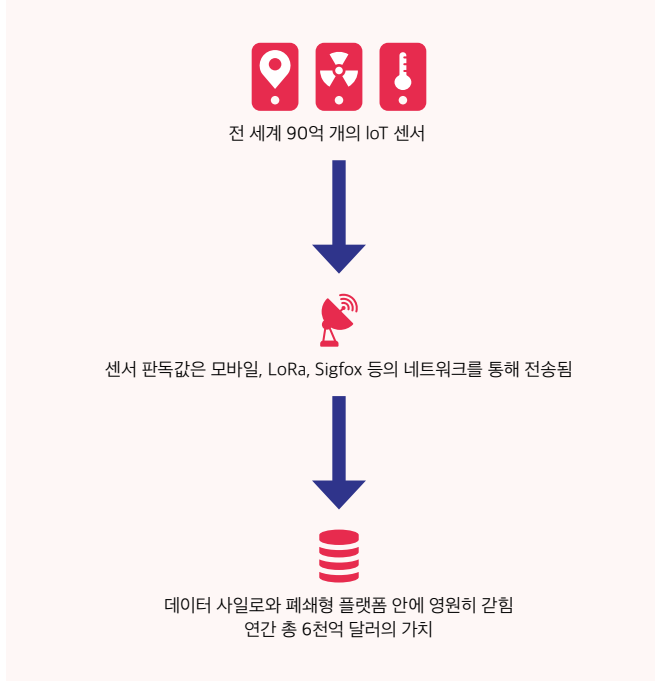 전 세계 90억 개의 IoT 센서
센서 판독값은 모바일, LoRa, Sigfox 등의 네트워크를 통해 전송됨
데이터 사일로와 폐쇄형 플랫폼 안에 영원히 갇힘
연간 총 6천억 달러의 가치